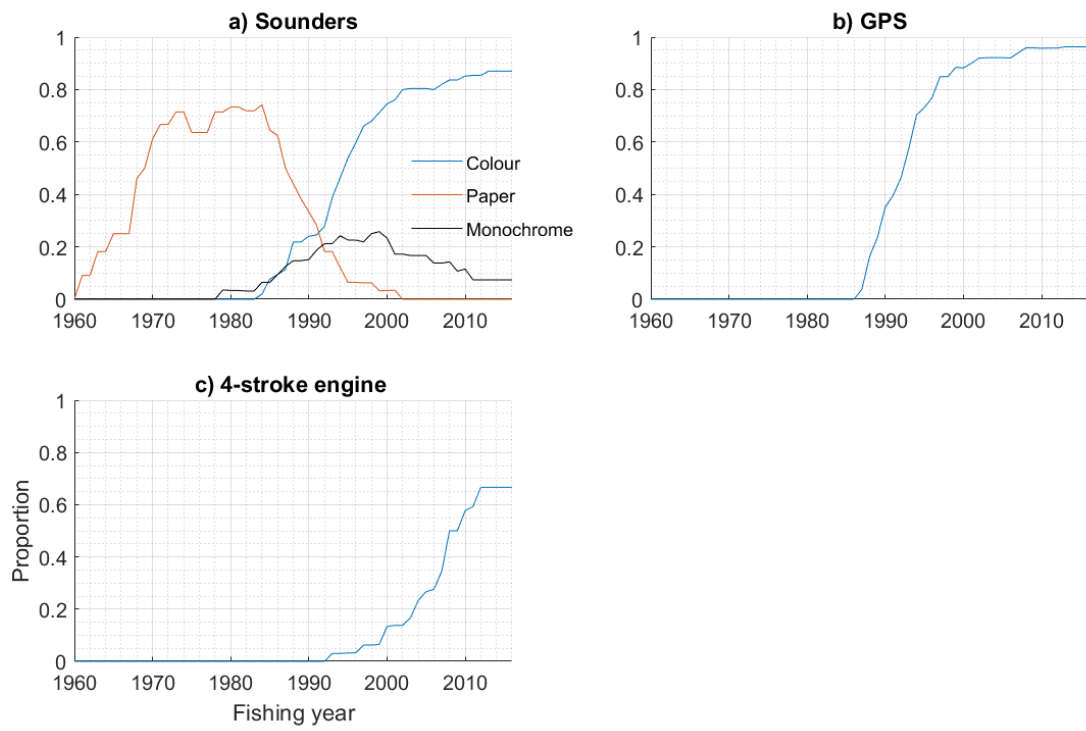 a) Sounders
1
0.8
0.6
0.4
0.2
0
1960 1970 1980 1990 2000 2010
Colour
Paper
Monochrome
b) GPS
1
0.8
0.6
0.4
0.2
0
1960 1970 1980 1990 2000 2010
c) 4-stroke engine
1
0.8
0.6
0.4
0.2
0
Proportion
1960 1970 1980 1990 2000 2010
Fishing year